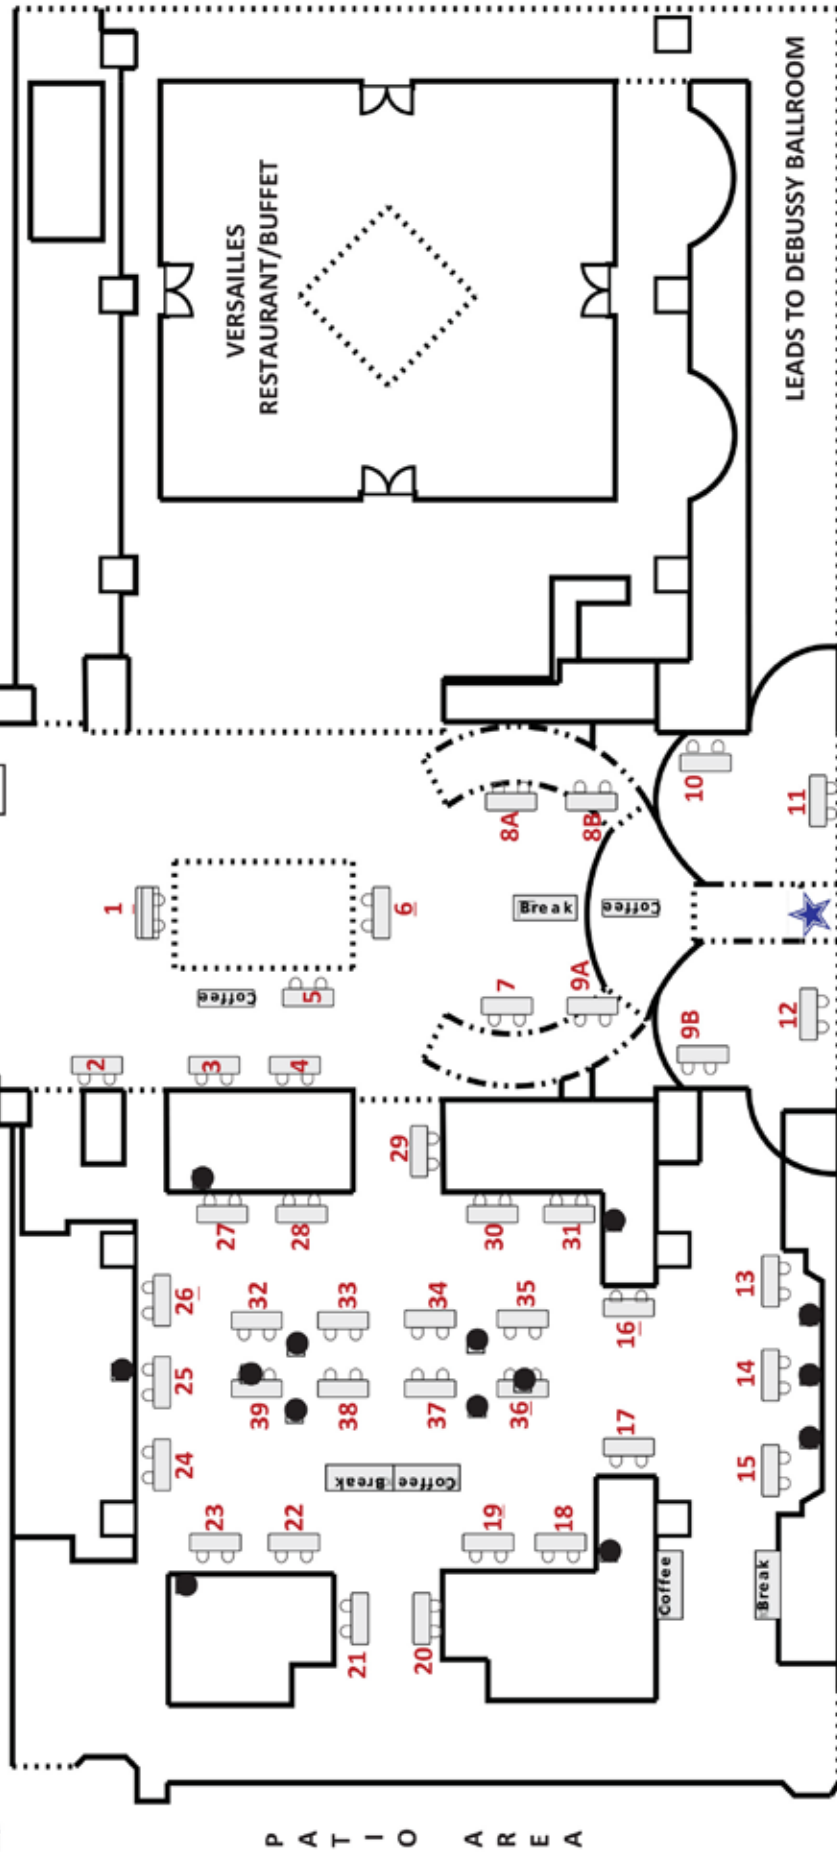 P
A
T
I
O
A
R
E
A
2
1
24
25
26
23
27
3
Coffee
VERSAILLES
RESTAURANT/BUFFET
39
32
22
28
4
5
21
38
33
Break
Coffee
29
6
20
37
34
19
30
7
8A
36
35
Break
18
31
9A
8B
17
16
Coffee
Coffee
9B
10
15
14
13
Break
12
11
LEADS TO DEBUSSY BALLROOM